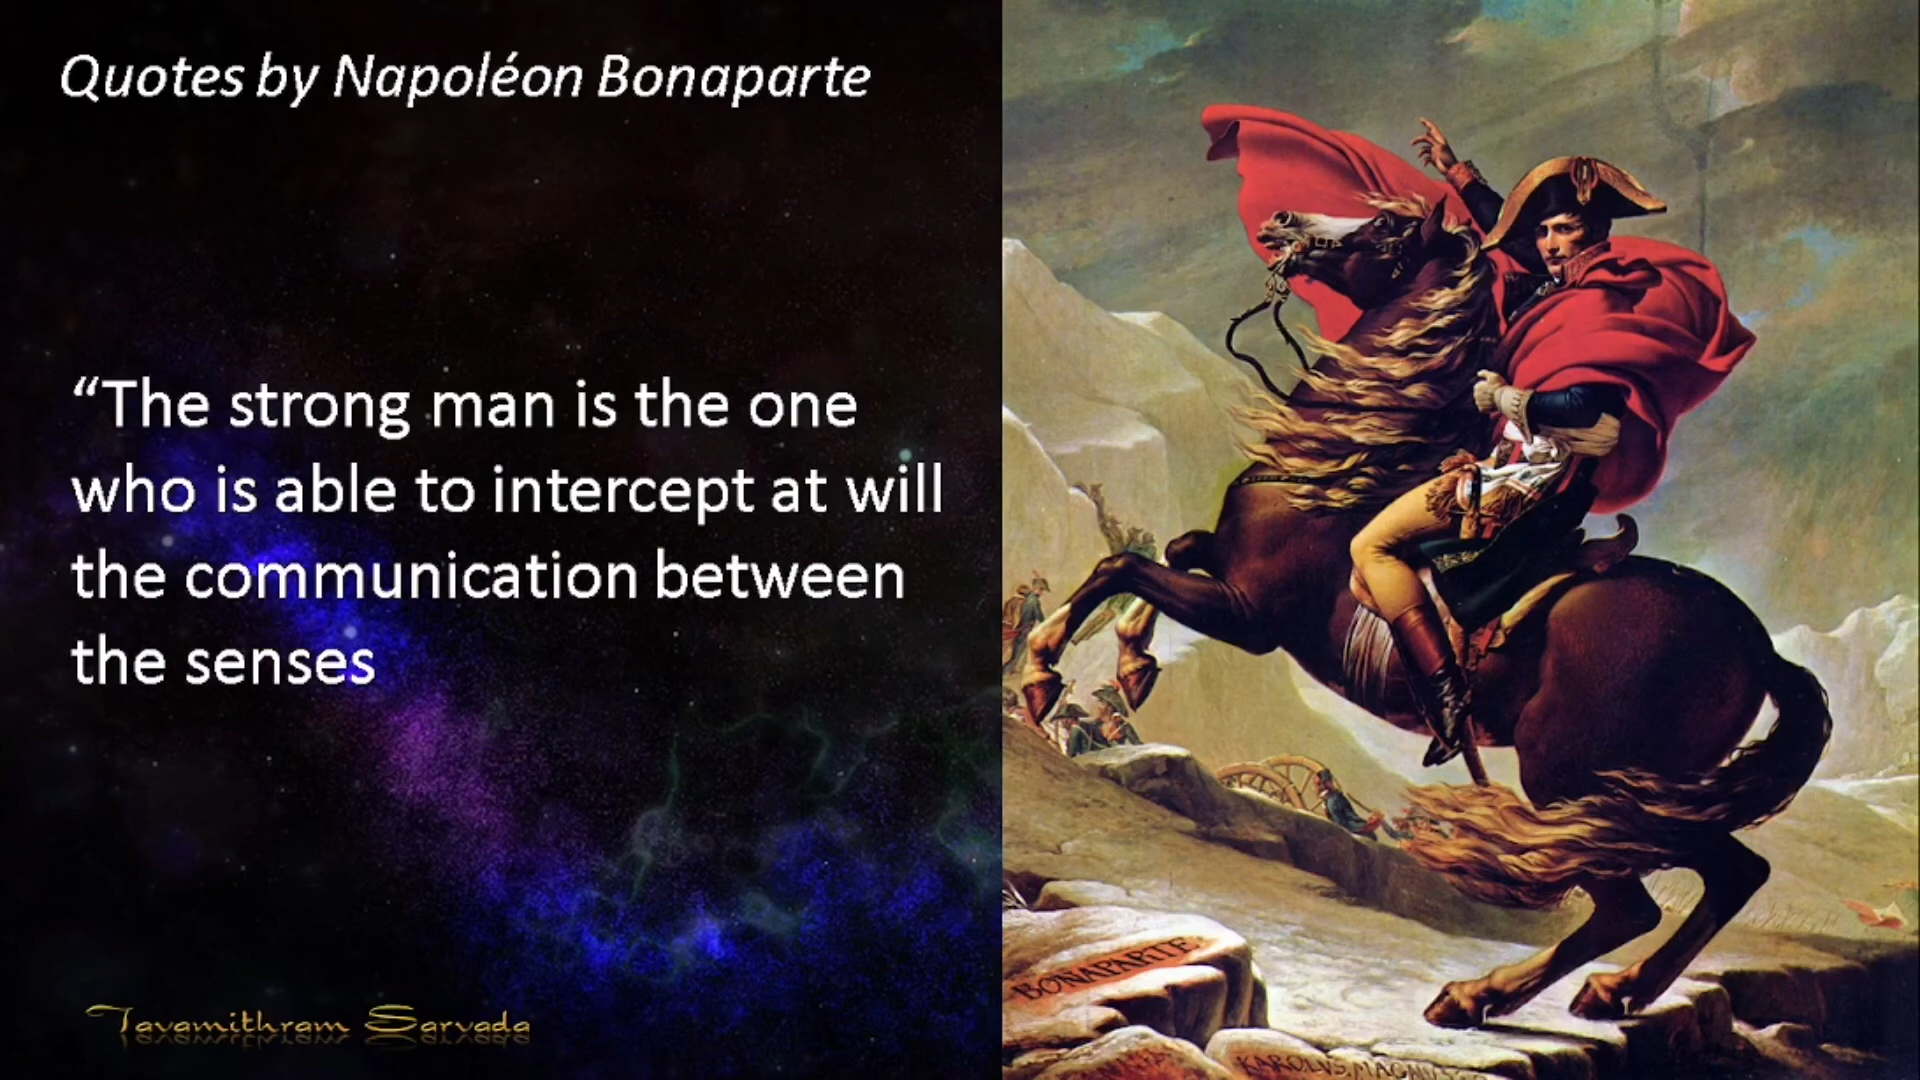 Quotes by Napoléon Bonaparte
“The strong man is the one
who is able to intercept at will
the communication between
the senses
Tavamithram Sarvada
BONAPARTE
KAROLVS.MAGNVS